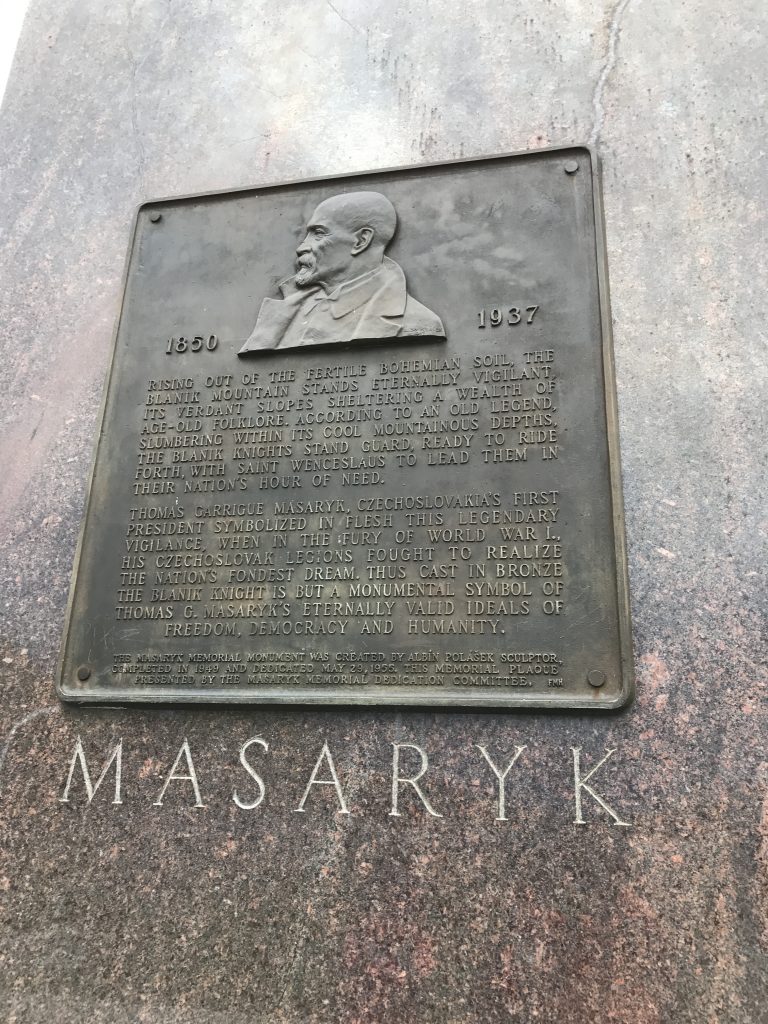 1850 1937
RISING OUT OF THE FERTILE BOHEMIAN SOIL, THE
BLANIK MOUNTAIN STANDS ETERNALLY VIGILANT,
ITS VERDANT SLOPES SHELTERING A WEALTH OF
AGE-OLD FOLKLORE. ACCORDING TO AN OLD LEGEND,
SLUMBERING WITHIN ITS COOL MOUNTAINOUS DEPTHS,
THE BLANIK KNIGHTS STAND GUARD, READY TO RIDE
FORTH, WITH SAINT WENCESLAUS TO LEAD THEM IN
THEIR NATION'S HOUR OF NEED.
THOMAS GARRIGUE MASARYK, CZECHOSLOVAKIA'S FIRST
PRESIDENT SYMBOLIZED IN FLESH THIS LEGENDARY
VIGILANCE, WHEN IN THE FURY OF WORLD WAR I.,
HIS CZECHOSLOVAK LEGIONS FOUGHT TO REALIZE
THE NATION'S FONDEST DREAM. THUS CAST IN BRONZE
THE BLANIK KNIGHT IS BUT A MONUMENTAL SYMBOL OF
THOMAS G. MASARYK'S ETERNALLY VALID IDEALS OF
FREEDOM, DEMOCRACY AND HUMANITY.
THE MASARYK MEMORIAL MONUMENT WAS CREATED BY ALBÍN POLÁŠEK SCULPTOR,
COMPLETED IN 1949 AND DEDICATED MAY 29, 1955. THIS MEMORIAL PLAQUE
PRESENTED BY THE MASARYK MEMORIAL DEDICATION COMMITTEE. FMH
MASARYK